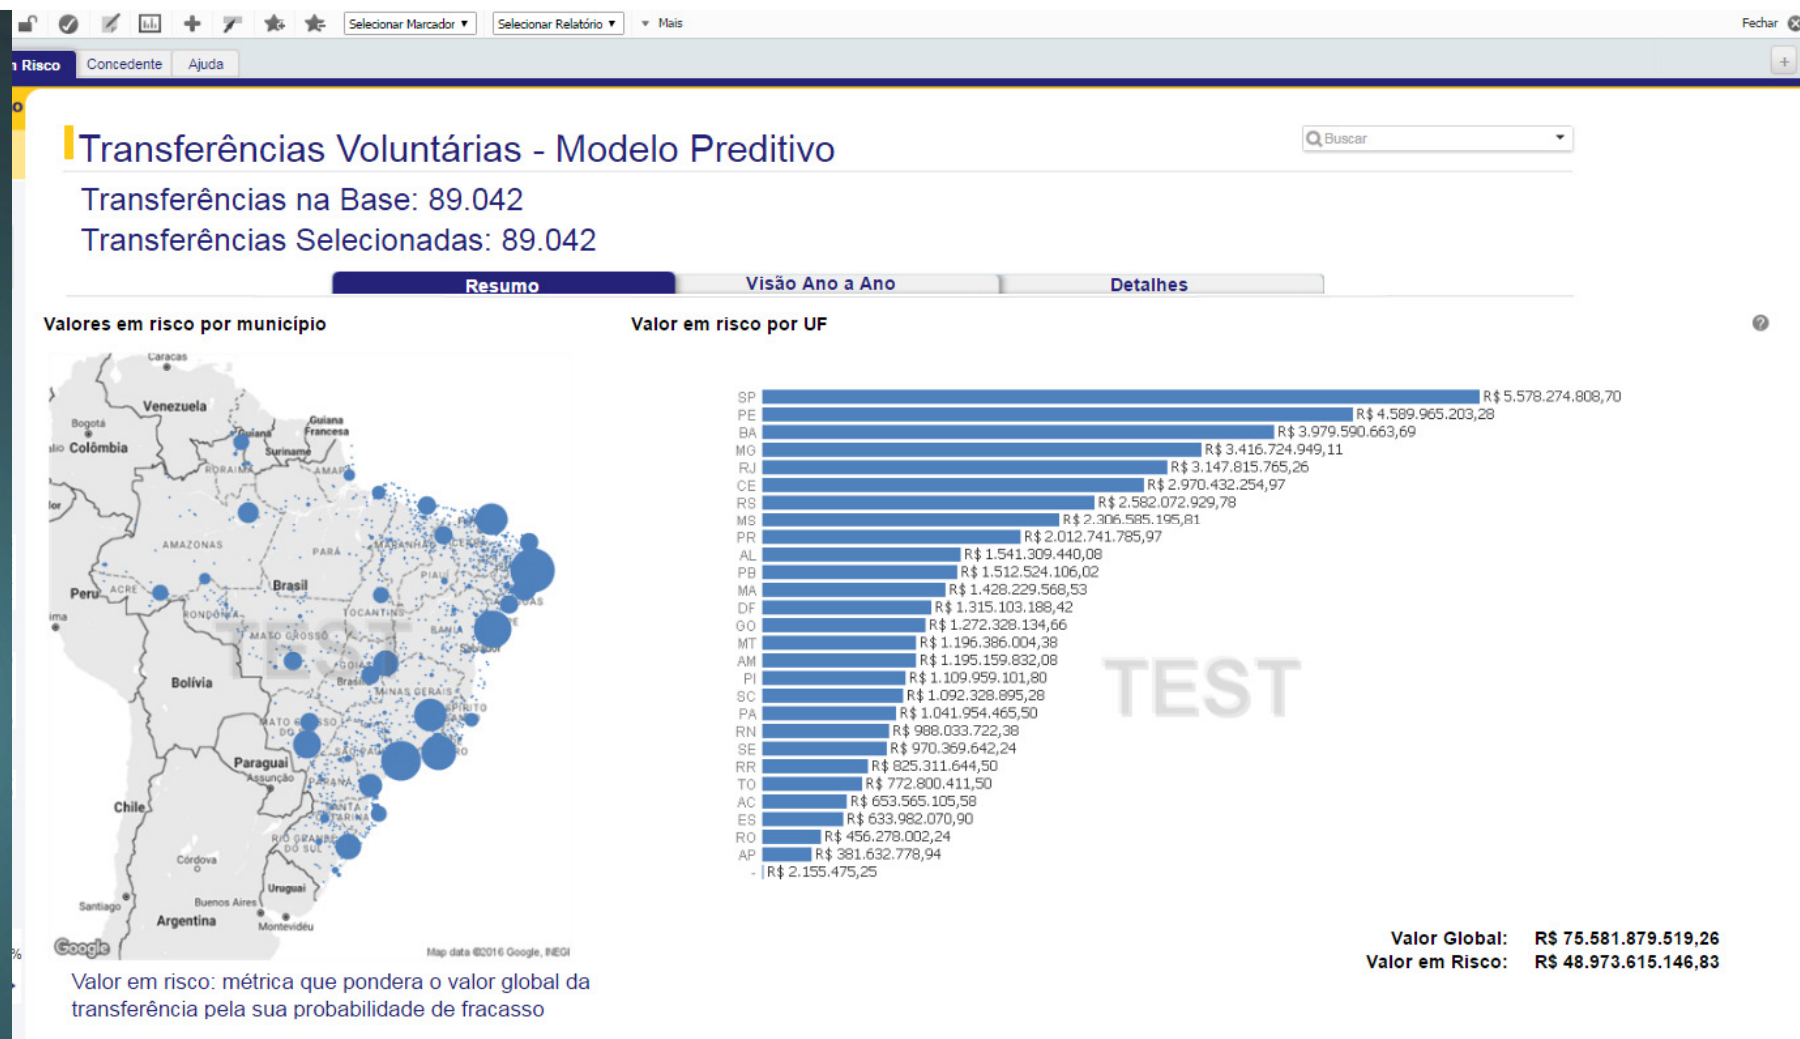 Selecionar Marcador ▼
Selecionar Relatório ▼
Mais
Fechar
Risco
Concedente
Ajuda
Transferências Voluntárias - Modelo Preditivo
Buscar
Transferências na Base: 89.042
Transferências Selecionadas: 89.042
Resumo
Visão Ano a Ano
Detalhes
Valores em risco por município
Valor em risco por UF
Caracas
Venezuela
Bogotá
Colômbia
Guiana
Guiana
Francesa
Suriname
RORAIMA
AMAPÁ
AMAZONAS
PARÁ
MARANHÃO
PIAUÍ
Peru
ACRE
Brasil
RONDÔNIA
TOCANTINS
BAHIA
MATO GROSSO
GOIÁS
Bolívia
MINAS GERAIS
ESPÍRITO
MATO GROSSO
DO SUL
SÃO PAULO
Paraguai
Assunção
PARANÁ
SANTA
CATARINA
Chile
RIO GRANDE
DO SUL
Córdova
Uruguai
Santiago
Buenos Aires
Argentina
Montevidéu
Google
Map data ©2016 Google, INEGI
TEST
SP R$ 5.578.274.808,70
PE R$ 4.589.965.203,28
BA R$ 3.979.590.663,69
MG R$ 3.416.724.949,11
RJ R$ 3.147.815.765,26
CE R$ 2.970.432.254,97
RS R$ 2.582.072.929,78
MS R$ 2.306.585.195,81
PR R$ 2.012.741.785,97
AL R$ 1.541.309.440,08
PB R$ 1.512.524.106,02
MA R$ 1.428.229.568,53
DF R$ 1.315.103.188,42
GO R$ 1.272.328.134,66
MT R$ 1.196.386.004,38
AM R$ 1.195.159.832,08
PI R$ 1.109.959.101,80
SC R$ 1.092.328.895,28
PA R$ 1.041.954.465,50
RN R$ 988.033.722,38
SE R$ 970.369.642,24
RR R$ 825.311.644,50
TO R$ 772.800.411,50
AC R$ 653.565.105,58
ES R$ 633.982.070,90
RO R$ 456.278.002,24
AP R$ 381.632.778,94
- R$ 2.155.475,25
TEST
Valor Global: R$ 75.581.879.519,26
Valor em Risco: R$ 48.973.615.146,83
%
Valor em risco: métrica que pondera o valor global da
transferência pela sua probabilidade de fracasso